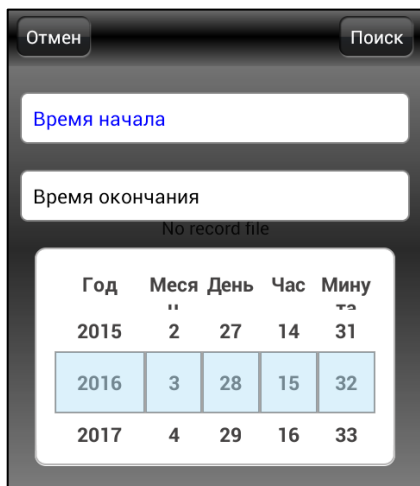 Отмен Поиск
Время начала
Время окончания
No record file
Год Месяц День Час Минута
2015 2 27 14 31
2016 3 28 15 32
2017 4 29 16 33